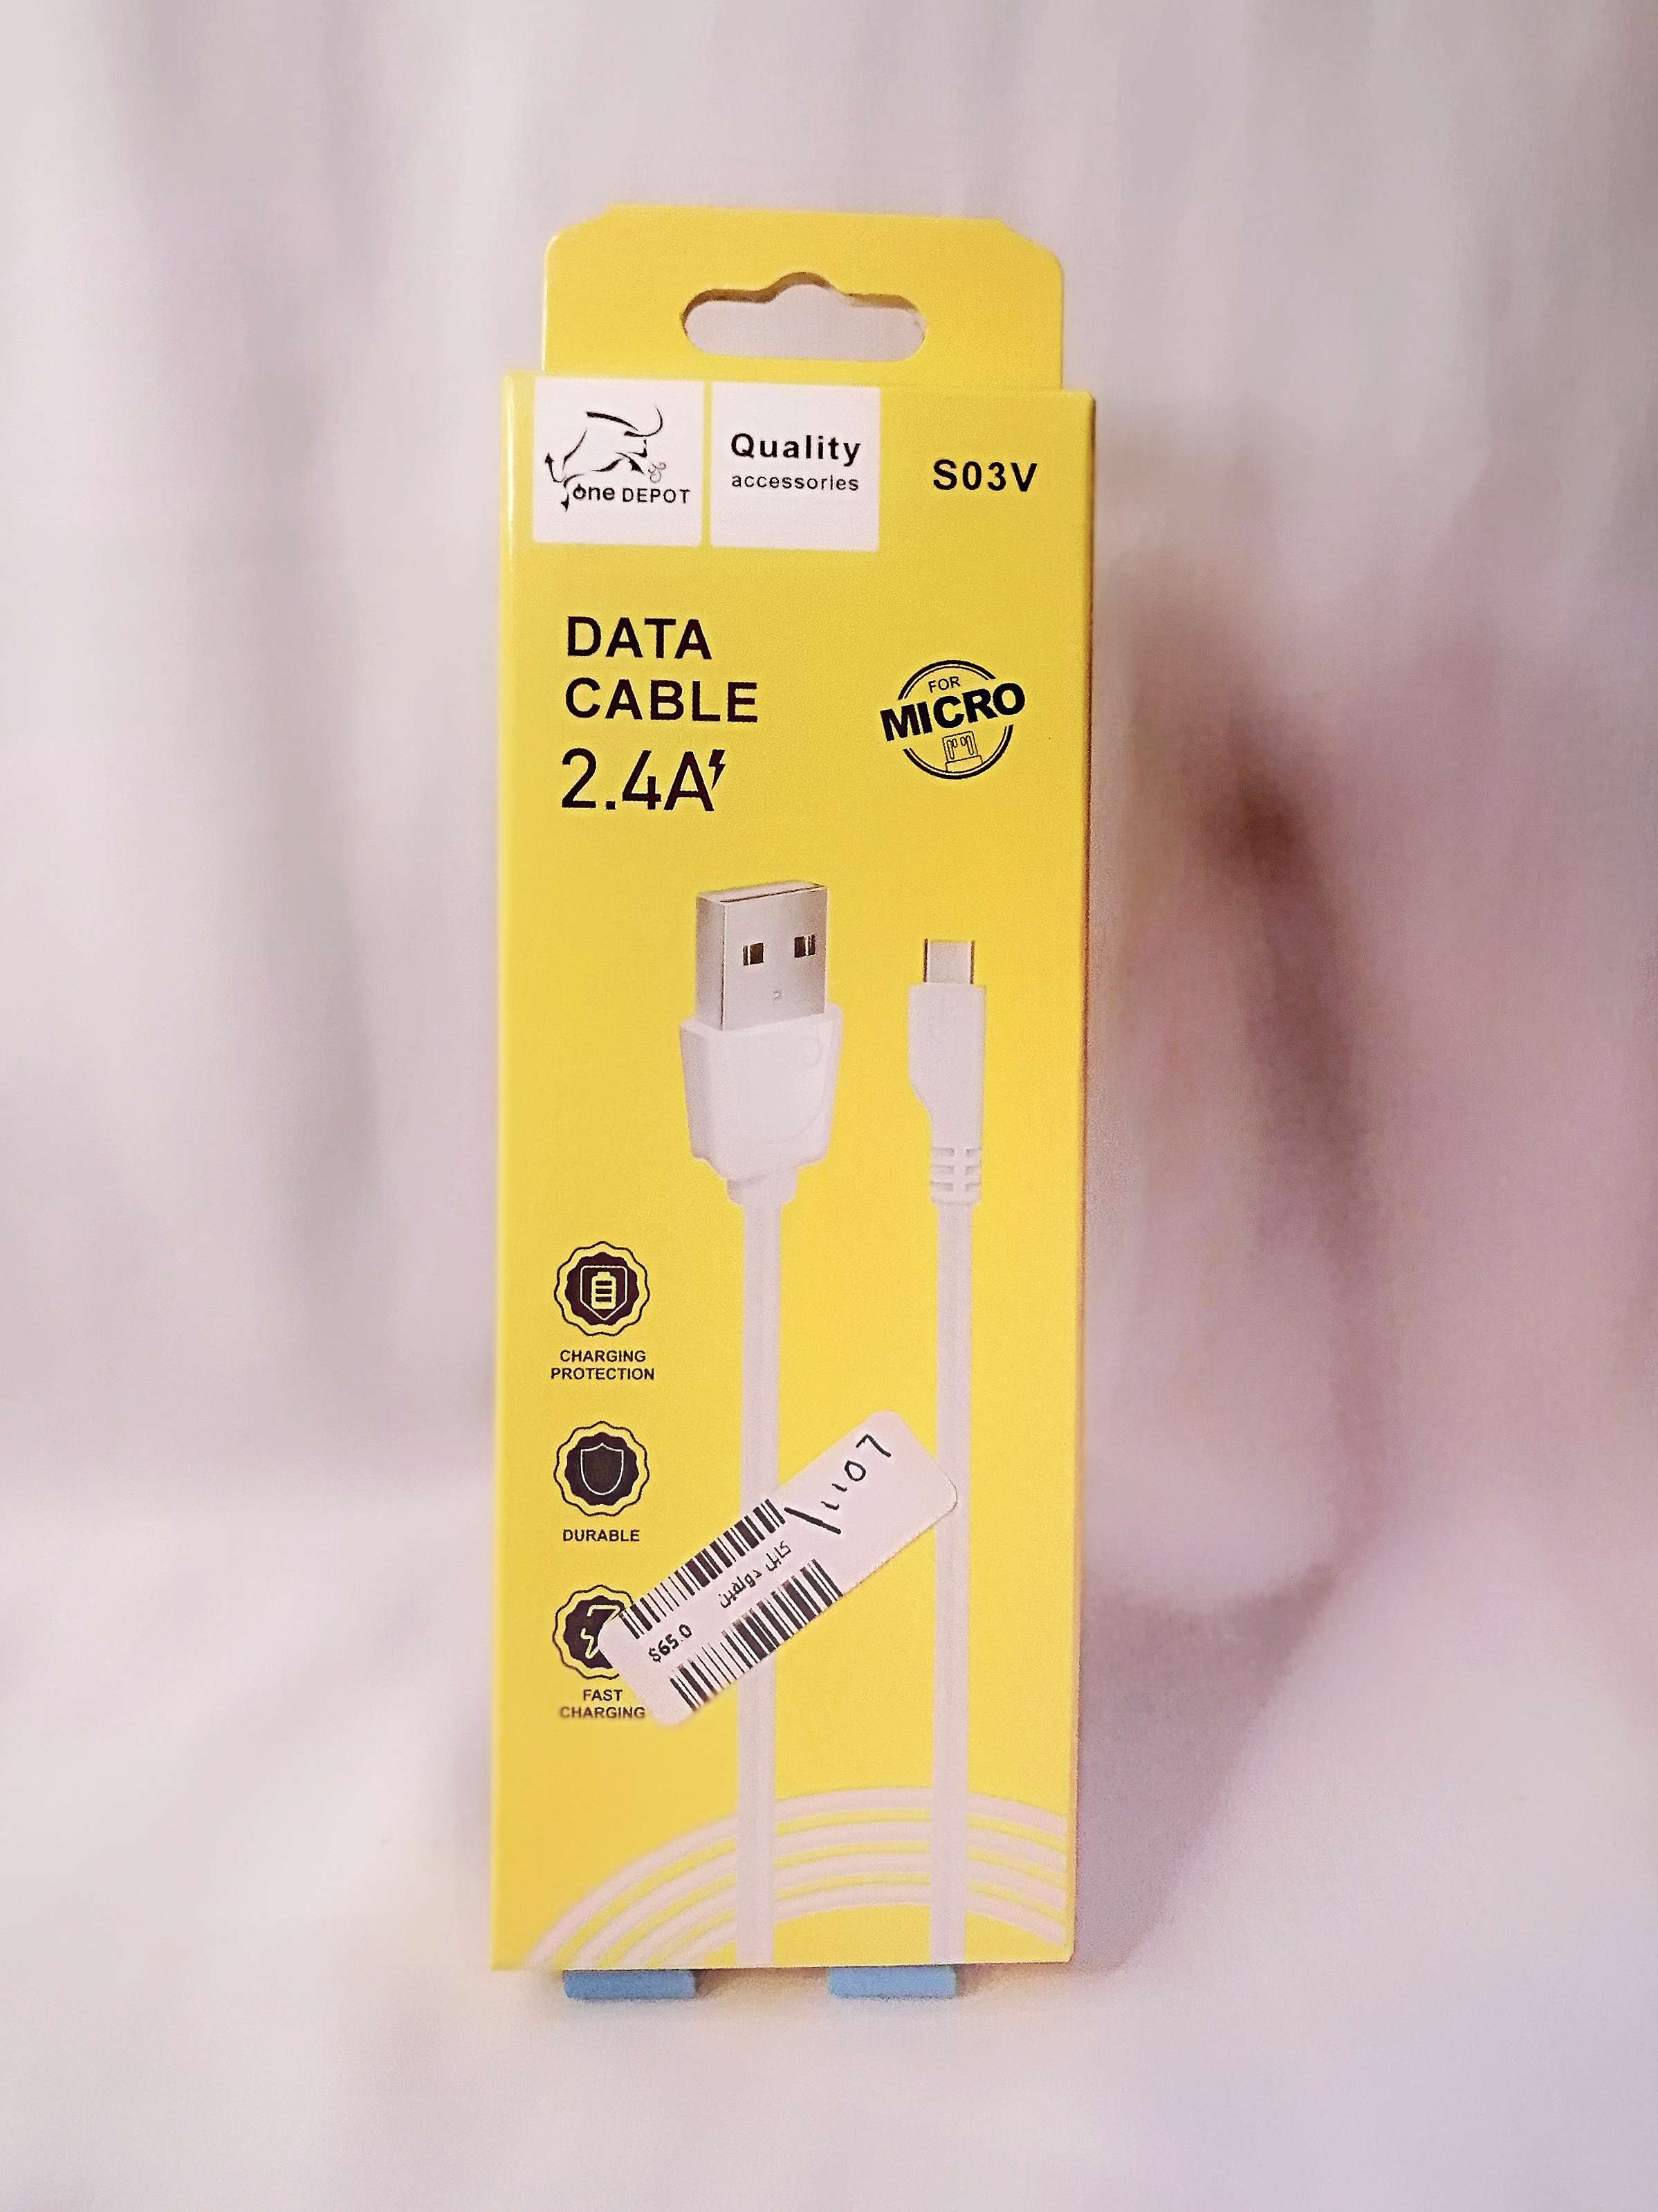 one DEPOT
Quality
accessories
S03V
DATA
CABLE
2.4A
FOR
MICRO
CHARGING
PROTECTION
DURABLE
FAST
CHARGING
كابل دولفين
$65.0